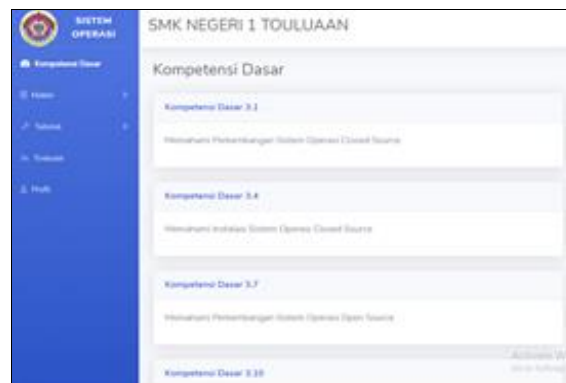 SISTEM
OPERASI
SMK NEGERI 1 TOULUAAN
Kompetensi Dasar
Kompetensi Dasar
Materi
Tutorial
Evaluasi
Profil
Kompetensi Dasar 3.1
Memahami Perkembangan Sistem Operasi Closed Source
Kompetensi Dasar 3.4
Memahami Instalasi Sistem Operasi Closed Source
Kompetensi Dasar 3.7
Memahami Perkembangan Sistem Operasi Open Source
Kompetensi Dasar 3.10
Activate W